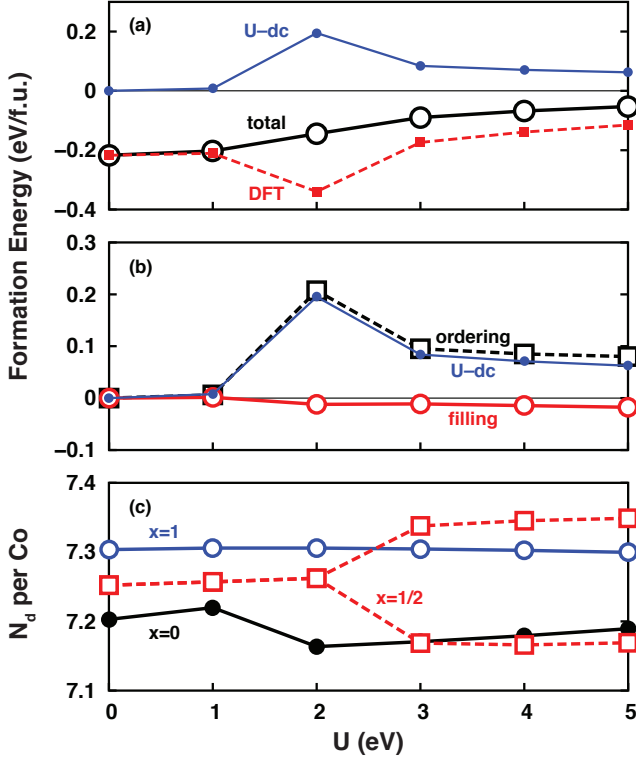 (a)
U–dc
total
DFT
0.2
0
−0.2
−0.4
Formation Energy (eV/f.u.)
(b)
ordering
U–dc
filling
0.3
0.2
0.1
0
−0.1
(c)
x=1
x=1/2
x=0
7.4
7.3
7.2
7.1
N_d per Co
0 1 2 3 4 5
U (eV)